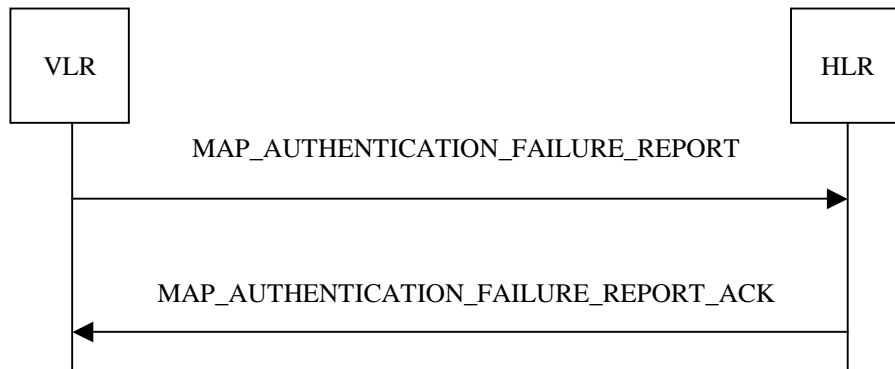 VLR
HLR
MAP_AUTHENTICATION_FAILURE_REPORT
MAP_AUTHENTICATION_FAILURE_REPORT_ACK